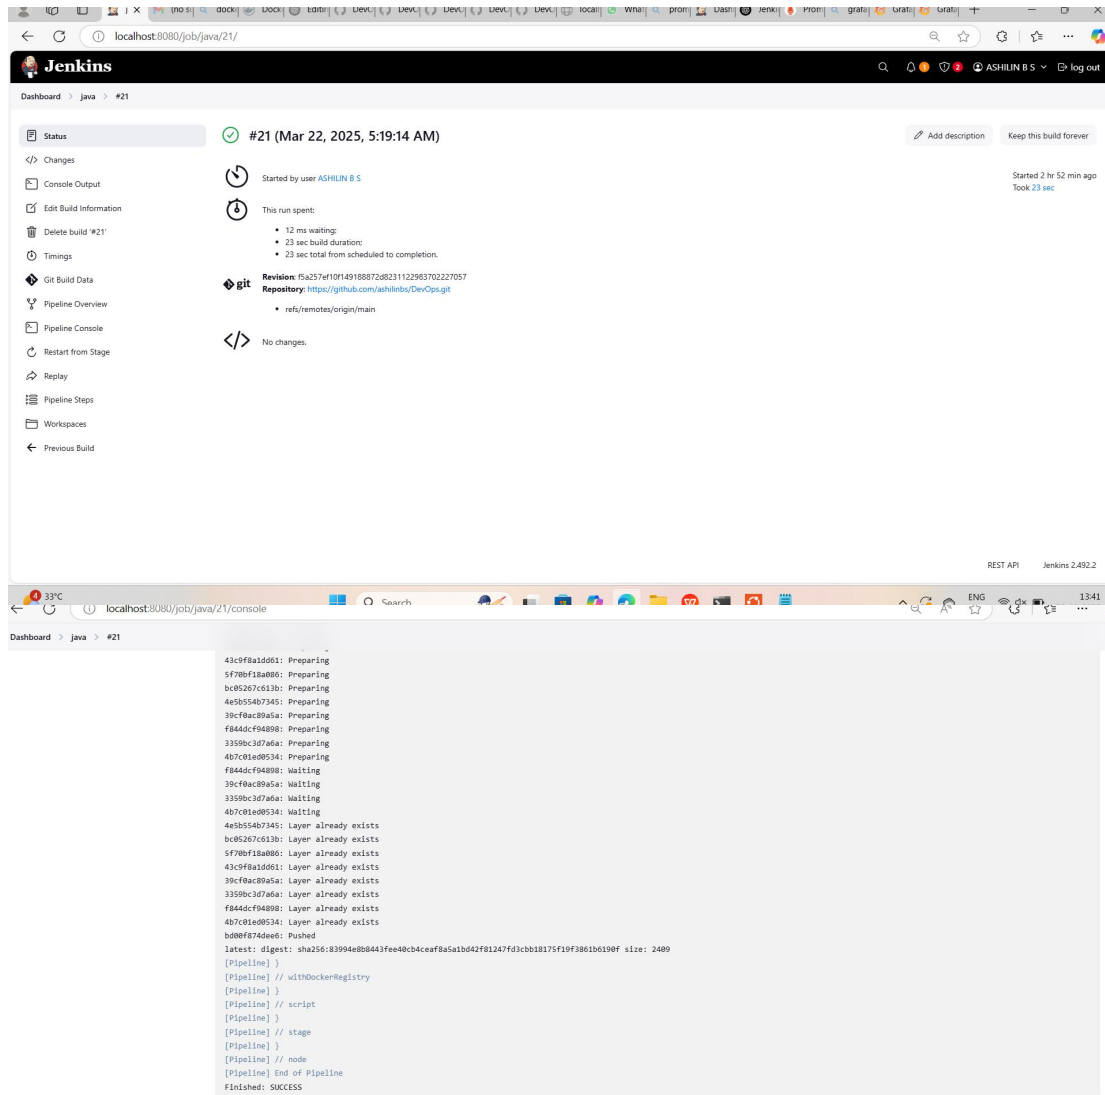 localhost:8080/job/java/21/
Jenkins
1
2
ASHILIN B S
log out
Dashboard > java > #21
Status
#21 (Mar 22, 2025, 5:19:14 AM)
Add description
Keep this build forever
Changes
Console Output
Started by user ASHILIN B S
Started 2 hr 52 min ago
Took 23 sec
Edit Build Information
This run spent:
Delete build '#21'
12 ms waiting;
23 sec build duration;
23 sec total from scheduled to completion.
Timings
Git Build Data
git
Revision: f5a257ef10f149188872d8231122983702227057
Repository: https://github.com/ashilinbs/DevOps.git
Pipeline Overview
refs/remotes/origin/main
Pipeline Console
No changes.
Restart from Stage
Replay
Pipeline Steps
Workspaces
Previous Build
REST API
Jenkins 2.492.2
4
33°C
Search
ENG
13:41
localhost:8080/job/java/21/console
Dashboard > java > #21
43c9f8a1dd61: Preparing
5f70bf18a086: Preparing
bc05267c613b: Preparing
4e5b554b7345: Preparing
39cf0ac89a5a: Preparing
f844dcf94898: Preparing
3359bc3d7a6a: Preparing
4b7c01ed0534: Preparing
f844dcf94898: Waiting
39cf0ac89a5a: Waiting
3359bc3d7a6a: Waiting
4b7c01ed0534: Waiting
4e5b554b7345: Layer already exists
bc05267c613b: Layer already exists
5f70bf18a086: Layer already exists
43c9f8a1dd61: Layer already exists
39cf0ac89a5a: Layer already exists
3359bc3d7a6a: Layer already exists
f844dcf94898: Layer already exists
4b7c01ed0534: Layer already exists
bd00f874dee6: Pushed
latest: digest: sha256:83994e8b8443fee40cb4ceaf8a5a1bd42f81247fd3cbb18175f19f3861b6190f size: 2409
[Pipeline] }
[Pipeline] // withDockerRegistry
[Pipeline] }
[Pipeline] // script
[Pipeline] }
[Pipeline] // stage
[Pipeline] }
[Pipeline] // node
[Pipeline] End of Pipeline
Finished: SUCCESS